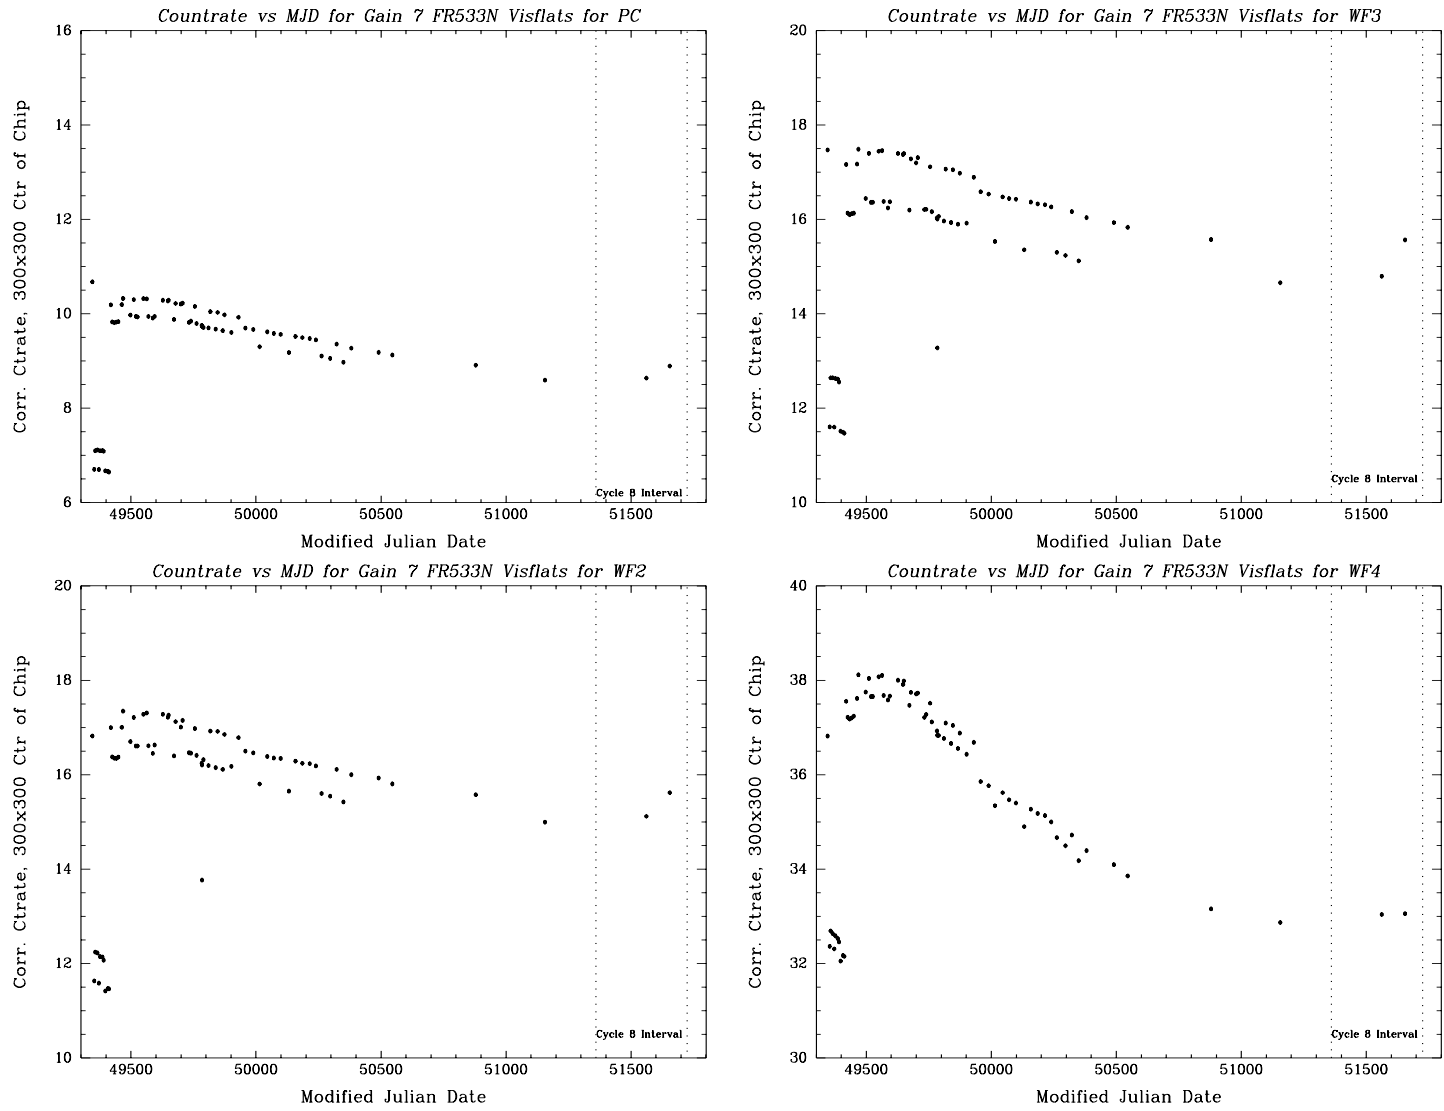 Countrate vs MJD for Gain 7 FR533N Visflats for PC
16
14
12
10
8
6
Corr. Ctrate, 300x300 Ctr of Chip
Cycle 8 Interval
49500 50000 50500 51000 51500
Modified Julian Date
Countrate vs MJD for Gain 7 FR533N Visflats for WF3
20
18
16
14
12
10
Corr. Ctrate, 300x300 Ctr of Chip
Cycle 8 Interval
49500 50000 50500 51000 51500
Modified Julian Date
Countrate vs MJD for Gain 7 FR533N Visflats for WF2
20
18
16
14
12
10
Corr. Ctrate, 300x300 Ctr of Chip
Cycle 8 Interval
49500 50000 50500 51000 51500
Modified Julian Date
Countrate vs MJD for Gain 7 FR533N Visflats for WF4
40
38
36
34
32
30
Corr. Ctrate, 300x300 Ctr of Chip
Cycle 8 Interval
49500 50000 50500 51000 51500
Modified Julian Date